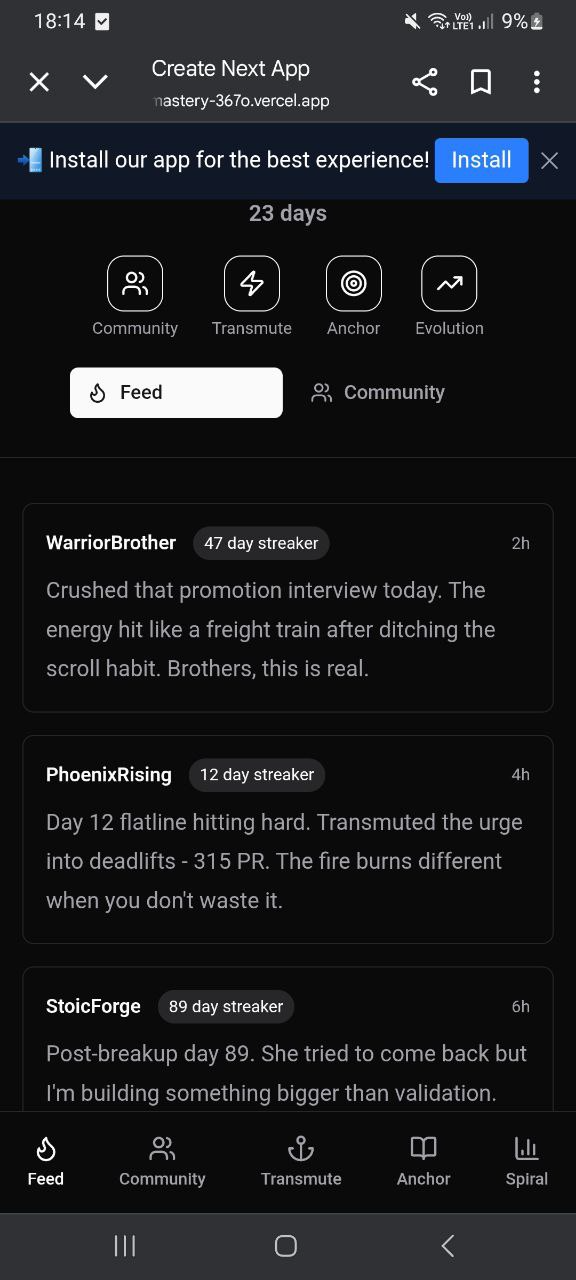 18:14
Vo))
LTE1
9%
Create Next App
mastery-367o.vercel.app
Install our app for the best experience!
Install
23 days
Community
Transmute
Anchor
Evolution
Feed
Community
WarriorBrother
47 day streaker
2h
Crushed that promotion interview today. The
energy hit like a freight train after ditching the
scroll habit. Brothers, this is real.
PhoenixRising
12 day streaker
4h
Day 12 flatline hitting hard. Transmuted the urge
into deadlifts - 315 PR. The fire burns different
when you don't waste it.
StoicForge
89 day streaker
6h
Post-breakup day 89. She tried to come back but
I'm building something bigger than validation.
Feed
Community
Transmute
Anchor
Spiral